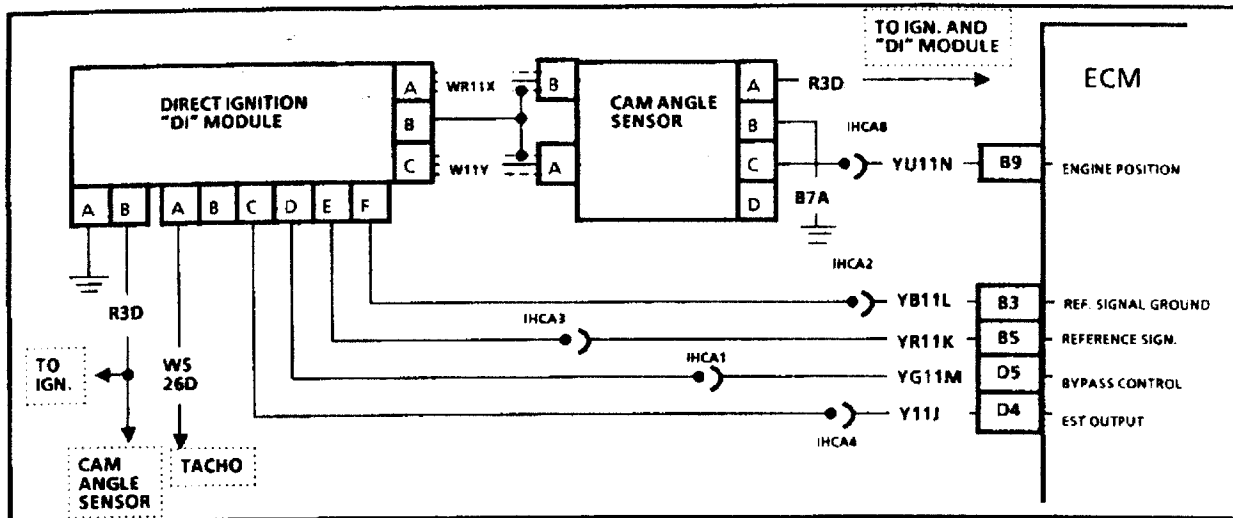 TO IGN. AND
"DI" MODULE
ECM
DIRECT IGNITION
"DI" MODULE
A
B
C
WR11X
W11Y
B
A
CAM ANGLE
SENSOR
A
B
C
D
R3D
B7A
IHCA8
YU11N
B9
ENGINE POSITION
A
B
A
B
C
D
E
F
IHCA2
YB11L
B3
REF. SIGNAL GROUND
IHCA3
YR11K
B5
REFERENCE SIGN.
IHCA1
YG11M
D5
BYPASS CONTROL
Y11J
D4
EST OUTPUT
IHCA4
R3D
TO
IGN.
WS
26D
CAM
ANGLE
SENSOR
TACHO